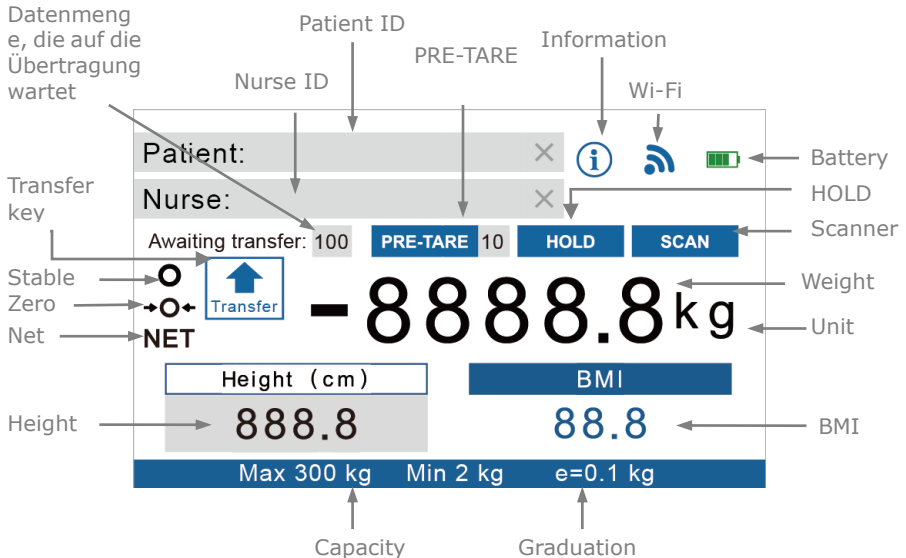 Datenmeng
e, die auf die
Übertragung
wartet
Patient ID
Nurse ID
PRE-TARE
Information
Wi-Fi
Patient: ×
Battery
Transfer
key
Nurse: ×
HOLD
Awaiting transfer: 100 PRE-TARE 10 HOLD SCAN
Scanner
Stable
Zero
Net
Transfer
NET
-8888.8kg
Weight
Unit
Height (cm)
BMI
Height
888.8
88.8
BMI
Max 300 kg Min 2 kg e=0.1 kg
Capacity
Graduation